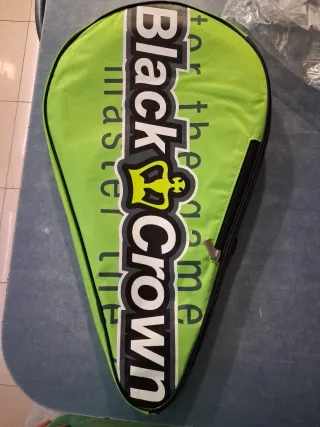 for the game
Black Crown
master the